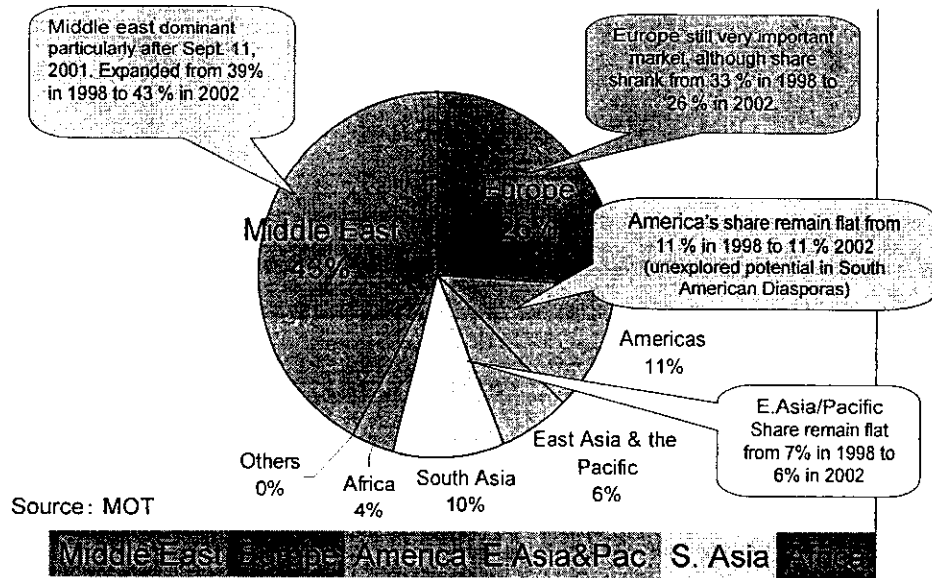 Middle east dominant
particularly after Sept. 11,
2001. Expanded from 39%
in 1998 to 43 % in 2002
Europe still very important
market, although share
shrank from 33 % in 1998 to
26 % in 2002.
Europe
26%
Middle East
43%
America's share remain flat from
11 % in 1998 to 11 % 2002
(unexplored potential in South
American Diasporas)
Americas
11%
E.Asia/Pacific
Share remain flat
from 7% in 1998 to
6% in 2002
East Asia & the
Pacific
6%
South Asia
10%
Africa
4%
Others
0%
Source: MOT
Middle East Europe America E.Asia&Pac. S. Asia Africa